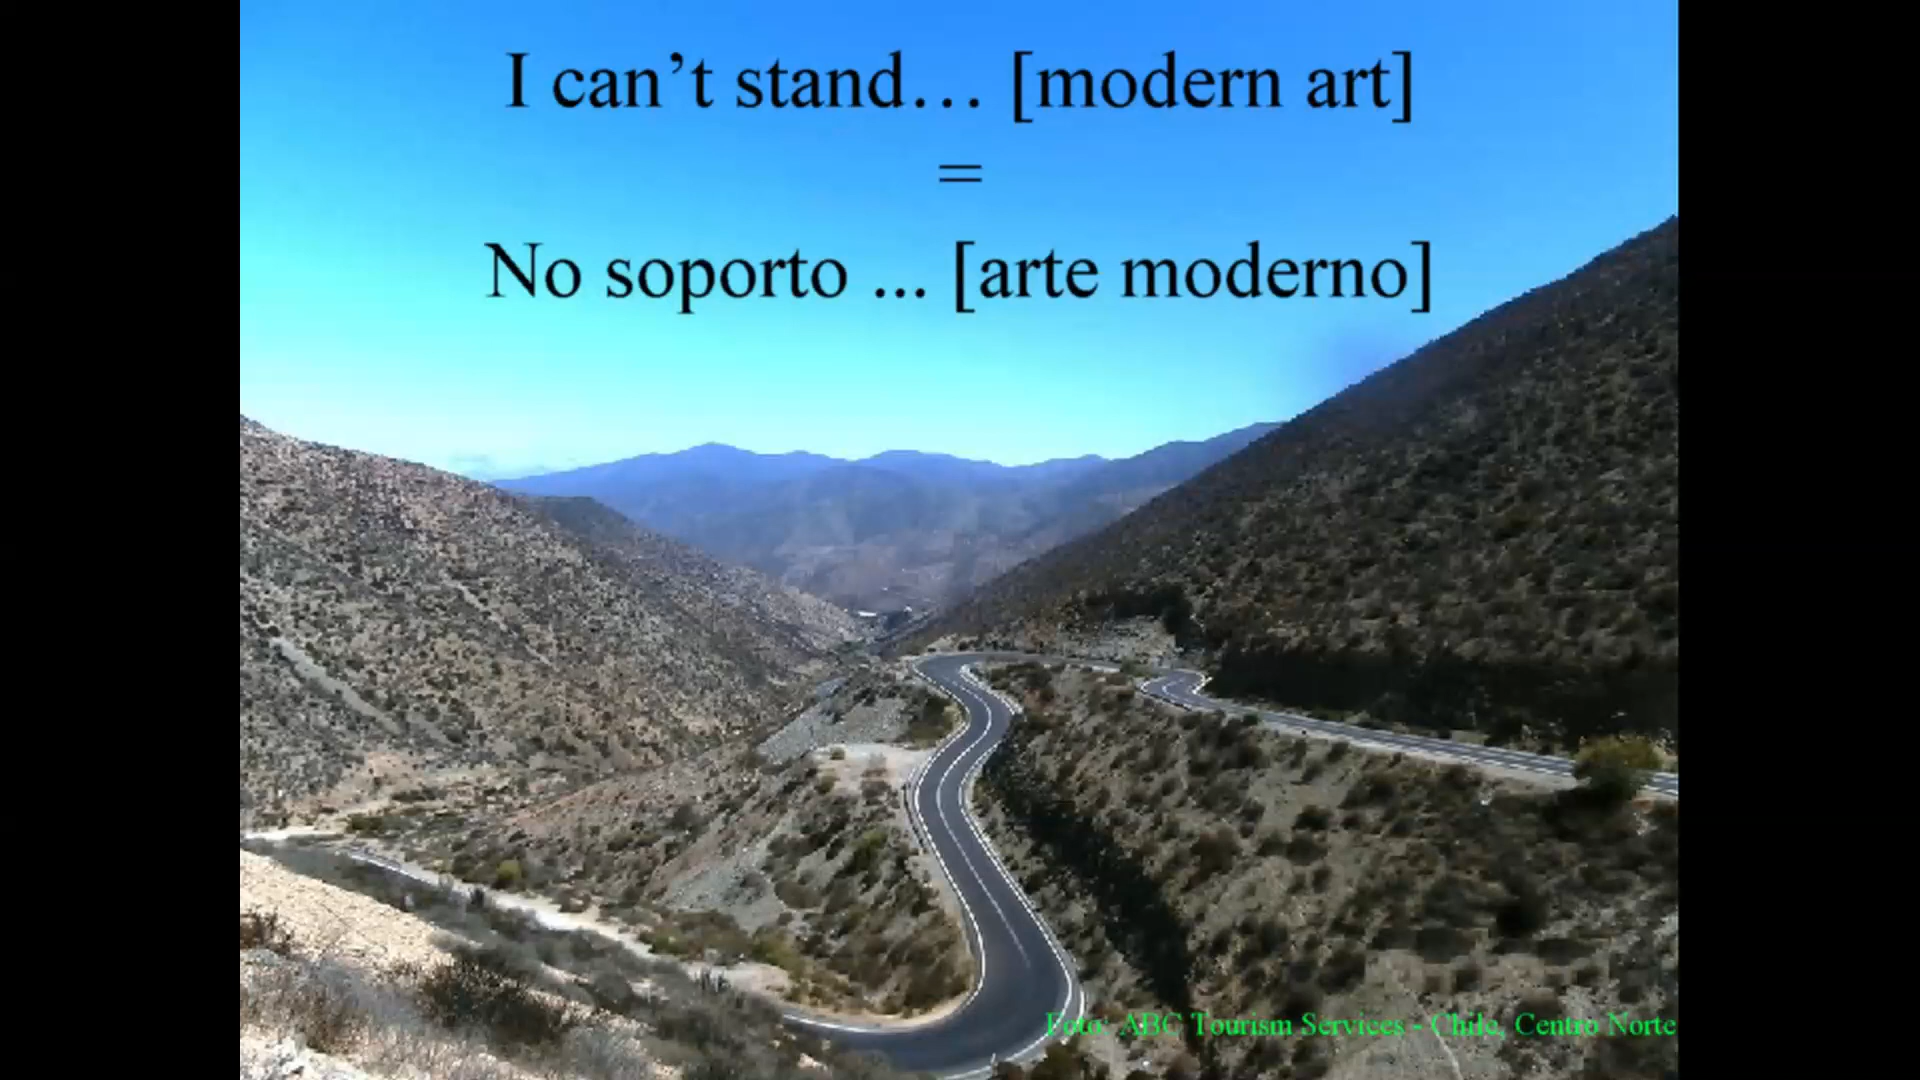 I can’t stand… [modern art]
=
No soporto ... [arte moderno]
Foto: ABC Tourism Services - Chile, Centro Norte